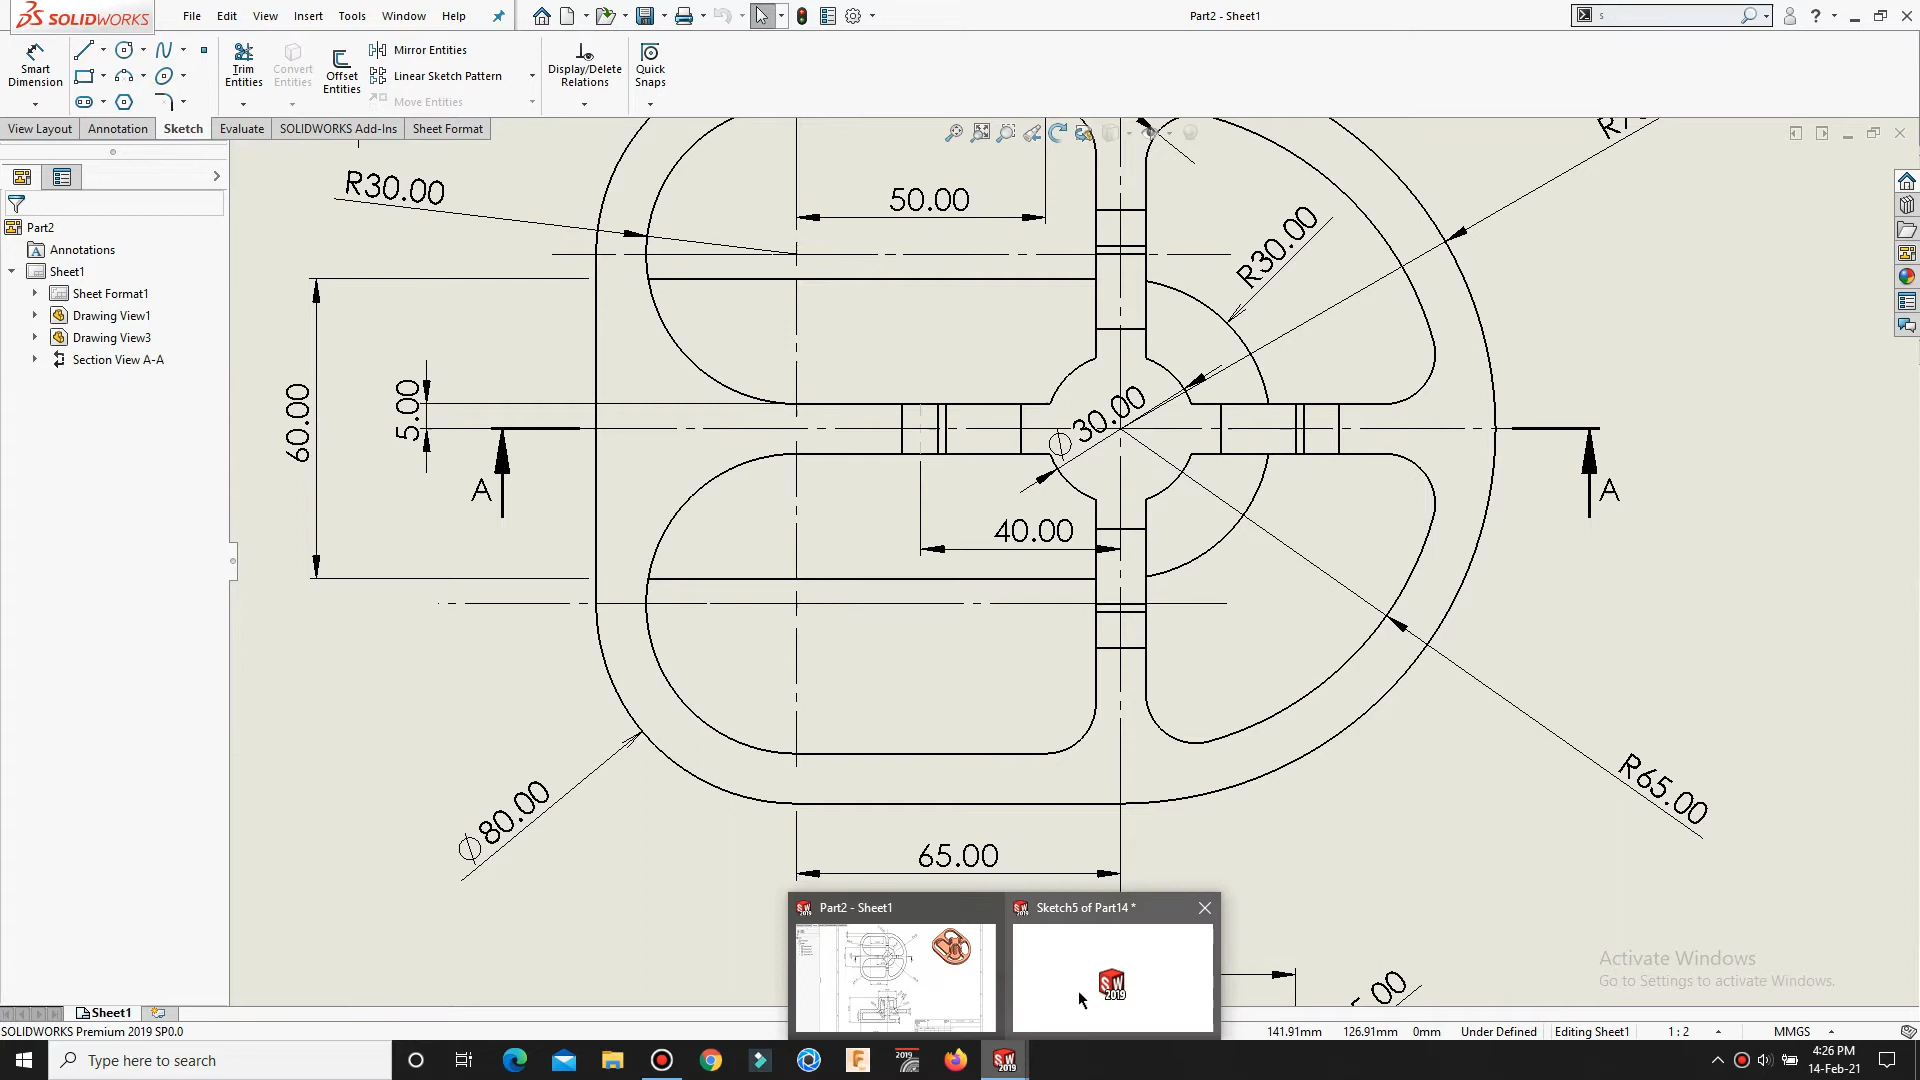 SOLIDWORKS File Edit View Insert Tools Window Help Part2 - Sheet1 s
Smart Dimension
Trim Entities
Convert Entities
Offset Entities
Mirror Entities
Linear Sketch Pattern
Move Entities
Display/Delete Relations
Quick Snaps
View Layout Annotation Sketch Evaluate SOLIDWORKS Add-Ins Sheet Format
Part2
Annotations
Sheet1
Sheet Format1
Drawing View1
Drawing View3
Section View A-A
R30.00
50.00
R30.00
60.00
5.00
∅30.00
A
A
40.00
R65.00
∅80.00
65.00
Part2 - Sheet1
Sketch5 of Part14 *
SW 2019
Activate Windows
Go to Settings to activate Windows.
Sheet1
SOLIDWORKS Premium 2019 SP0.0 141.91mm 126.91mm 0mm Under Defined Editing Sheet1 1 : 2 MMGS
Type here to search
2019
SW 2019
4:26 PM
14-Feb-21